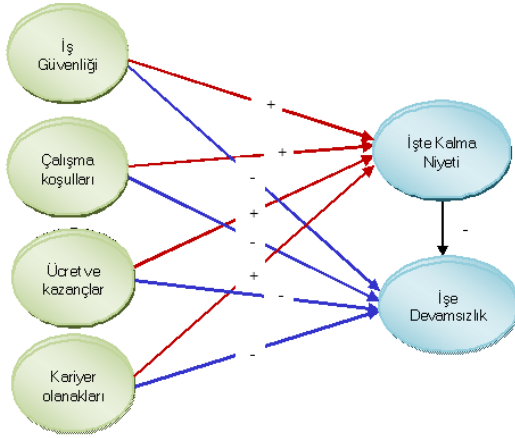 İş
Güvenliği
Çalışma
koşulları
Ücret ve
kazançlar
Kariyer
olanakları
+
+
-
+
-
+
-
-
İşte Kalma
Niyeti
-
İşe
Devamsızlık